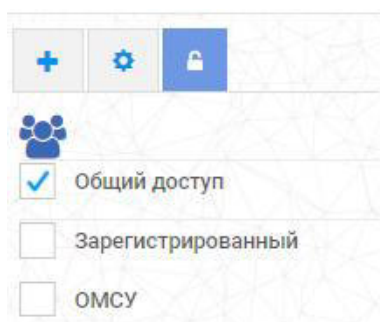 Общий доступ
Зарегистрированный
ОМСУ